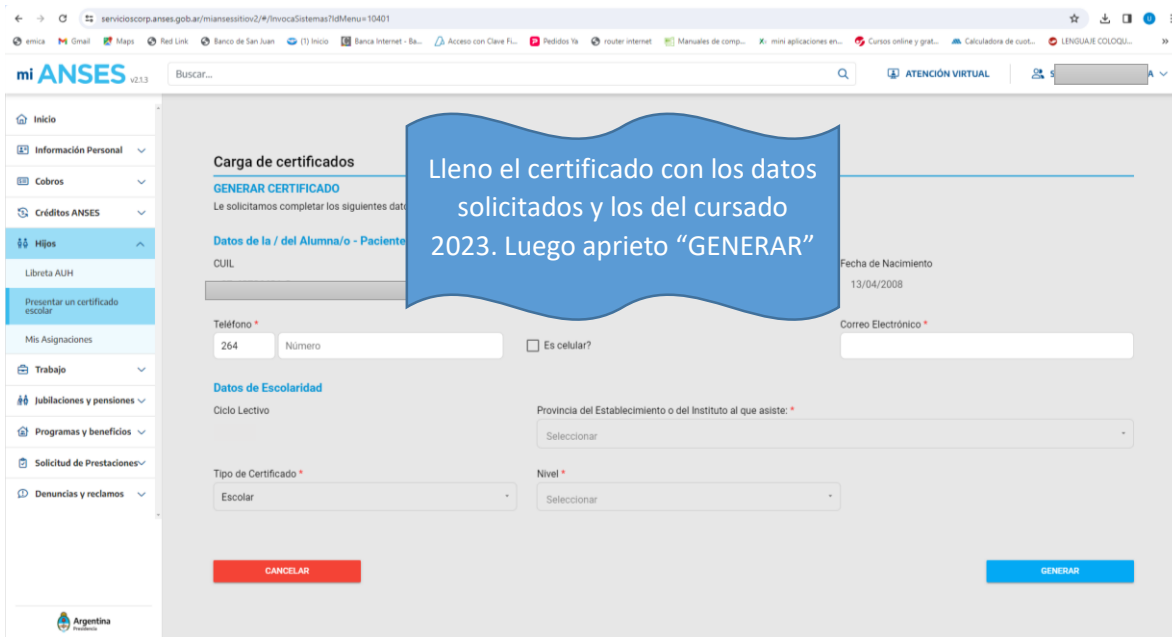 servicioscorp.anses.gob.ar/miansessitiov2/#/InvocaSistemas?IdMenu=10401
emica Gmail Maps Red Link Banco de San Juan (1) Inicio Banca Internet - Ba... Acceso con Clave Fi... Pedidos Ya router internet Manuales de comp... mini aplicaciones en... Cursos online y grat... Calculadora de cuot... LENGUAJE COLOQU... »
mi ANSES v2.1.3 Buscar... ATENCIÓN VIRTUAL S A
Inicio
Información Personal
Cobros
Créditos ANSES
Hijos
Libreta AUH
Presentar un certificado
escolar
Mis Asignaciones
Trabajo
Jubilaciones y pensiones
Programas y beneficios
Solicitud de Prestaciones
Denuncias y reclamos
Argentina
Presidencia
Carga de certificados
GENERAR CERTIFICADO
Le solicitamos completar los siguientes dat
Lleno el certificado con los datos
solicitados y los del cursado
2023. Luego aprieto “GENERAR”
Datos de la / del Alumna/o - Paciente
CUIL Fecha de Nacimiento
13/04/2008
Teléfono * Correo Electrónico *
264 Número Es celular?
Datos de Escolaridad
Ciclo Lectivo Provincia del Establecimiento o del Instituto al que asiste: *
Seleccionar
Tipo de Certificado * Nivel *
Escolar Seleccionar
CANCELAR GENERAR